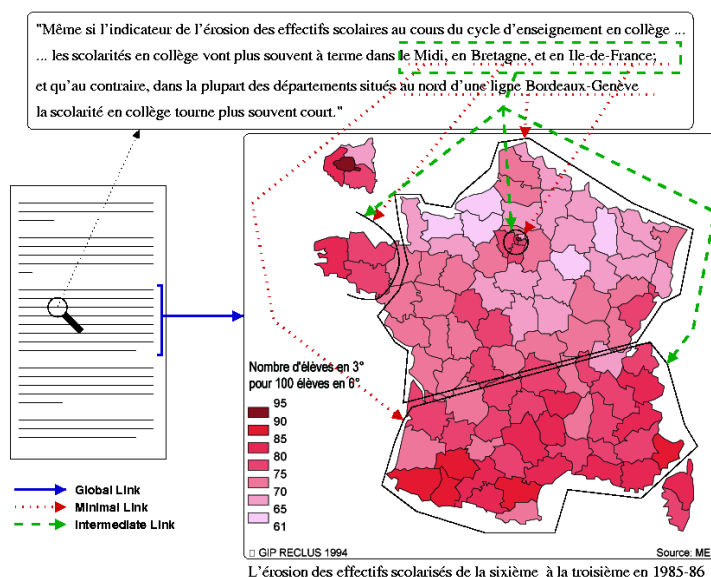 "Même si l'indicateur de l'érosion des effectifs scolaires au cours du cycle d'enseignement en collège ...
... les scolarités en collège vont plus souvent à terme dans le Midi, en Bretagne, et en Ile-de-France;
et qu'au contraire, dans la plupart des départements situés au nord d'une ligne Bordeaux-Genève
la scolarité en collège tourne plus souvent court."
Nombre d'élèves en 3°
pour 100 élèves en 6°
95
90
85
80
75
70
65
61
Global Link
Minimal Link
Intermediate Link
GIP RECLUS 1994
Source: ME
L'érosion des effectifs scolarisés de la sixième à la troisième en 1985-86